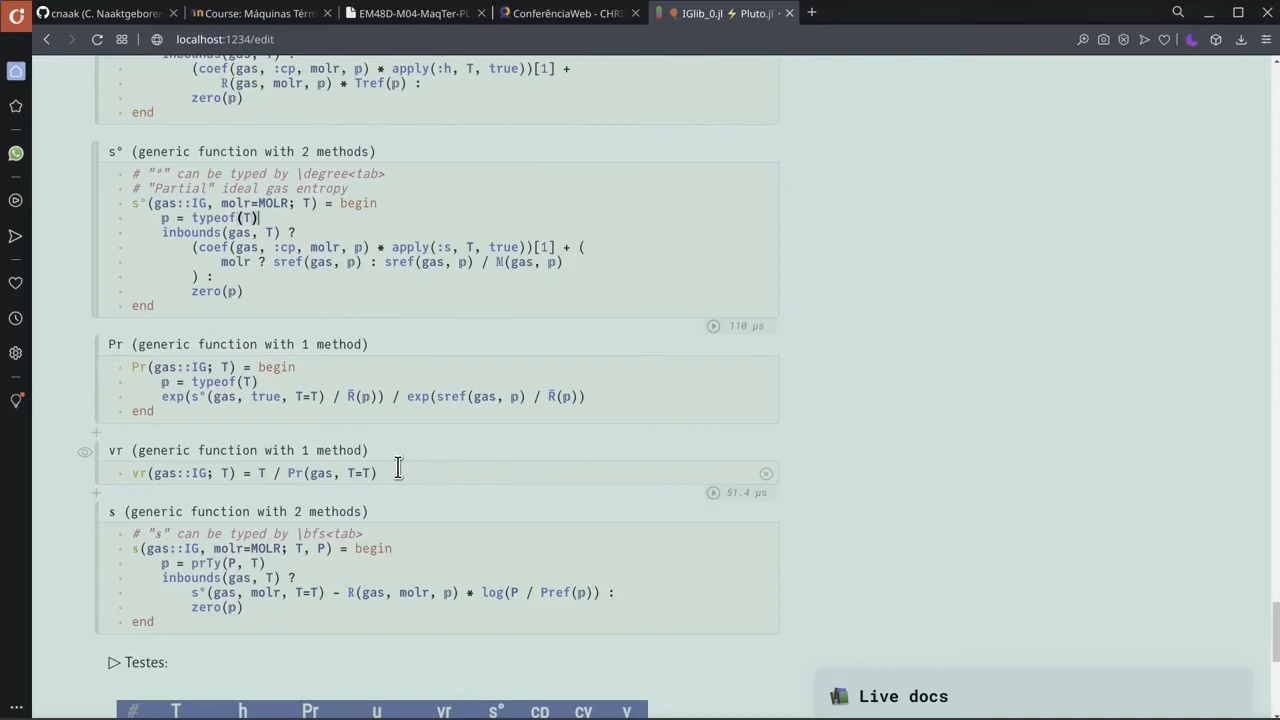 cnaak (C. Naaktgeboren
Course: Máquinas Térm
EM48D-M04-MaqTer-PL
ConferênciaWeb - CHRI
IGlib_0.jl ⚡ Pluto.jl
localhost:1234/edit
inbounds(gas, T) ?
(coef(gas, :cp, molr, 𝕡) * apply(:h, T, true))[1] +
R(gas, molr, 𝕡) * Tref(𝕡) :
zero(𝕡)
end
s° (generic function with 2 methods)
# "°" can be typed by \degree<tab>
# "Partial" ideal gas entropy
s°(gas::IG, molr=MOLR; T) = begin
𝕡 = typeof(T)
inbounds(gas, T) ?
(coef(gas, :cp, molr, 𝕡) * apply(:s, T, true))[1] + (
molr ? sref(gas, 𝕡) : sref(gas, 𝕡) / 𝕄(gas, 𝕡)
) :
zero(𝕡)
end
110 μs
Pr (generic function with 1 method)
Pr(gas::IG; T) = begin
𝕡 = typeof(T)
exp(s°(gas, true, T=T) / R̄(𝕡)) / exp(sref(gas, 𝕡) / R̄(𝕡))
end
vr (generic function with 1 method)
vr(gas::IG; T) = T / Pr(gas, T=T)
51.4 μs
𝐬 (generic function with 2 methods)
# "𝐬" can be typed by \bfs<tab>
𝐬(gas::IG, molr=MOLR; T, P) = begin
𝕡 = prTy(P, T)
inbounds(gas, T) ?
s°(gas, molr, T=T) - R(gas, molr, 𝕡) * log(P / Pref(𝕡)) :
zero(𝕡)
end
▷ Testes:
# T h Pr u vr s° cp cv γ
Live docs